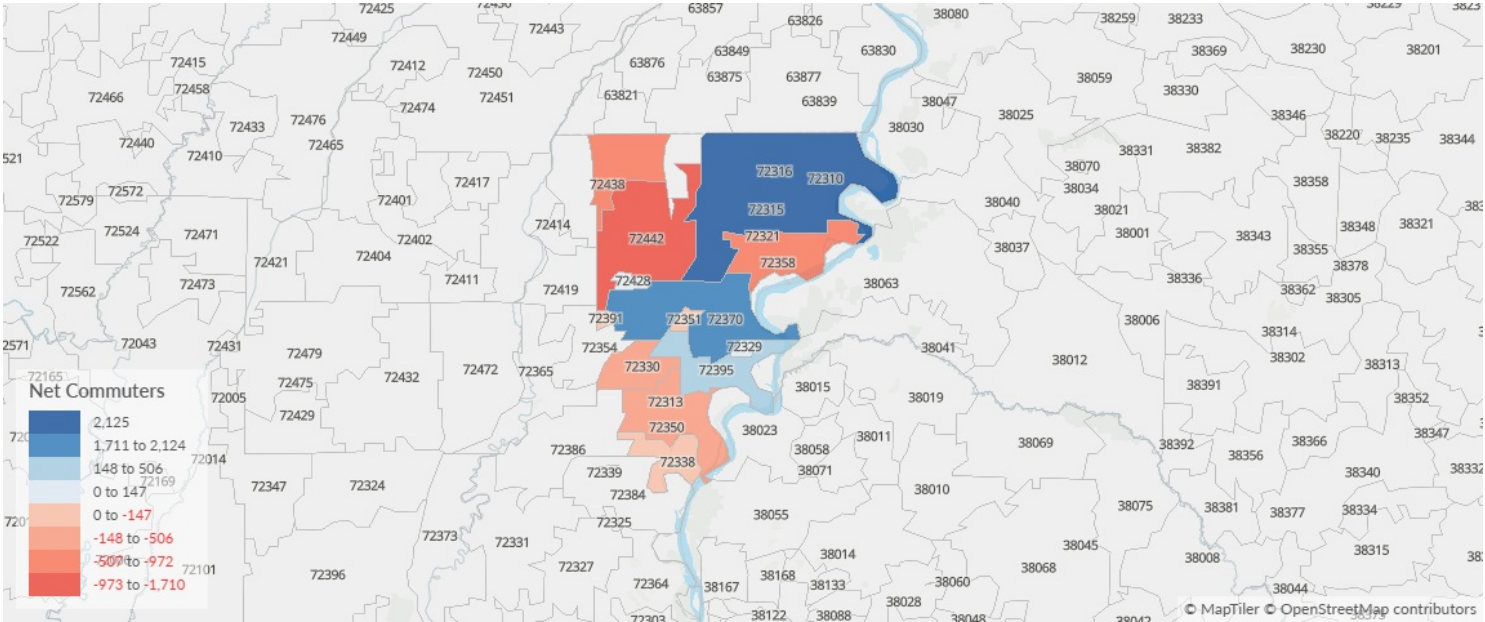 72425 72430 63857 38080 38259 38233 38229
72449 72443 63826
72415 72412 72450 63876 63849 63830 38369 38230 38201
72458 63875 63877 38059
72466 72474 72451 63821 63839 38047 38330
72433 72476 38030 38025 38346
72440 72465 38220 38235 38344
521 72410 38331 38382
72316 72310 38070
72572 72417 72438 38034 38358
72579 72401 72315 38040 38021
72522 72524 72471 72414 38001 38343 38348 38321
72402 72442 72321 38037 38355
72421 72404 72358 38378
72562 72473 72411 72419 72428 38063 38336 38362 38305
72391 72351 72370 38006 38314
72571 72043 72431 72354 72329 38041 38302
72479 72472 72365 72330 72395 38012 38313
72165 72475 72432 38015 38391
Net Commuters
72005 72429 72313 38019 38352
2,125
1,711 to 2,124
148 to 506
0 to 147
0 to -147
-148 to -506
-507 to -972
-973 to -1,710
72350 38023 38011 38347
72014 72386 38058 38069 38392 38366
72338 38071 38356
72169 72347 72324 72339 38340
72384 38010 38075 38381 38377 38334
72325 38055
72373 72331 38045
38014 38008 38315
72101 72396 72327 38168 38068
72364 38167 38133 38060 38044
38028
72303 38122 38088 38048
© MapTiler © OpenStreetMap contributors